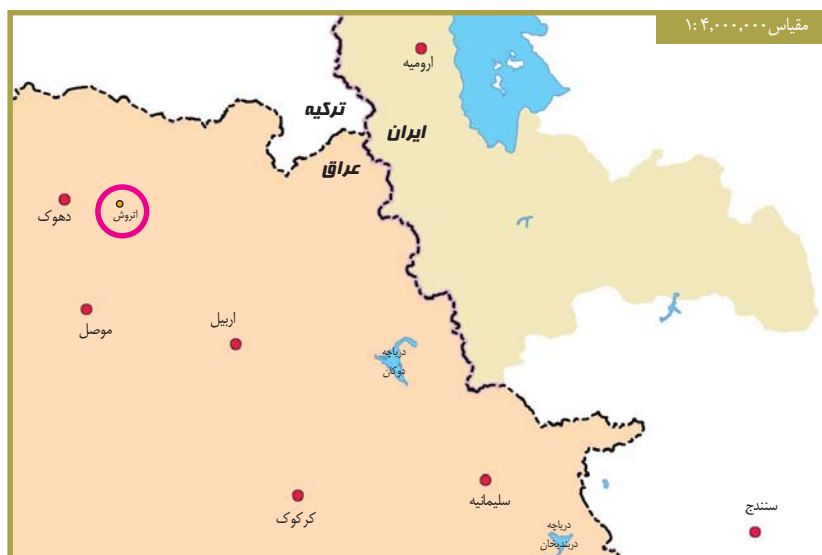 مقیاس ۱:۴,۰۰۰,۰۰۰
ارومیه
ترکیه
ایران
عراق
دهوک
اتروش
موصل
اربیل
دریاچه
دوکان
سلیمانیه
کرکوک
سنندج
دریاچه
دربندیخان